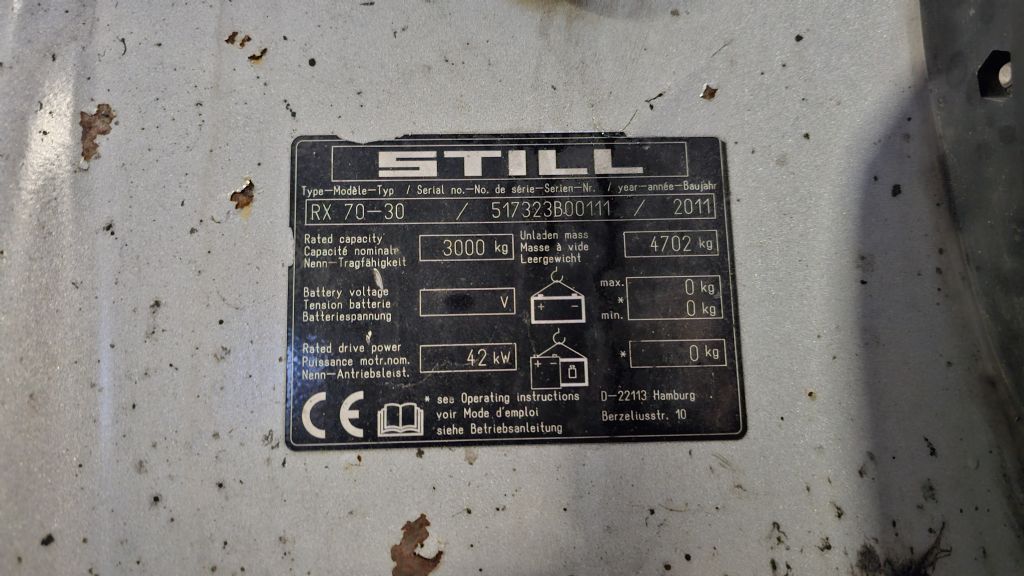 STILL
Type-Modèle-Typ / Serial no.-No. de série-Serien-Nr. / year-année-Baujahr
RX 70-30 / 517323B00111 / 2011
Rated capacity
Capacité nominale
Nenn-Tragfähigkeit
3000 kg
Unladen mass
Masse à vide
Leergewicht
4702 kg
Battery voltage
Tension batterie
Batteriespannung
V
max. 0 kg
*
min. 0 kg
Rated drive power
Puissance motr.nom.
Nenn-Antriebsleist.
42 kW
* 0 kg
CE
* see Operating instructions
voir Mode d'emploi
siehe Betriebsanleitung
D-22113 Hamburg
Berzeliusstr. 10